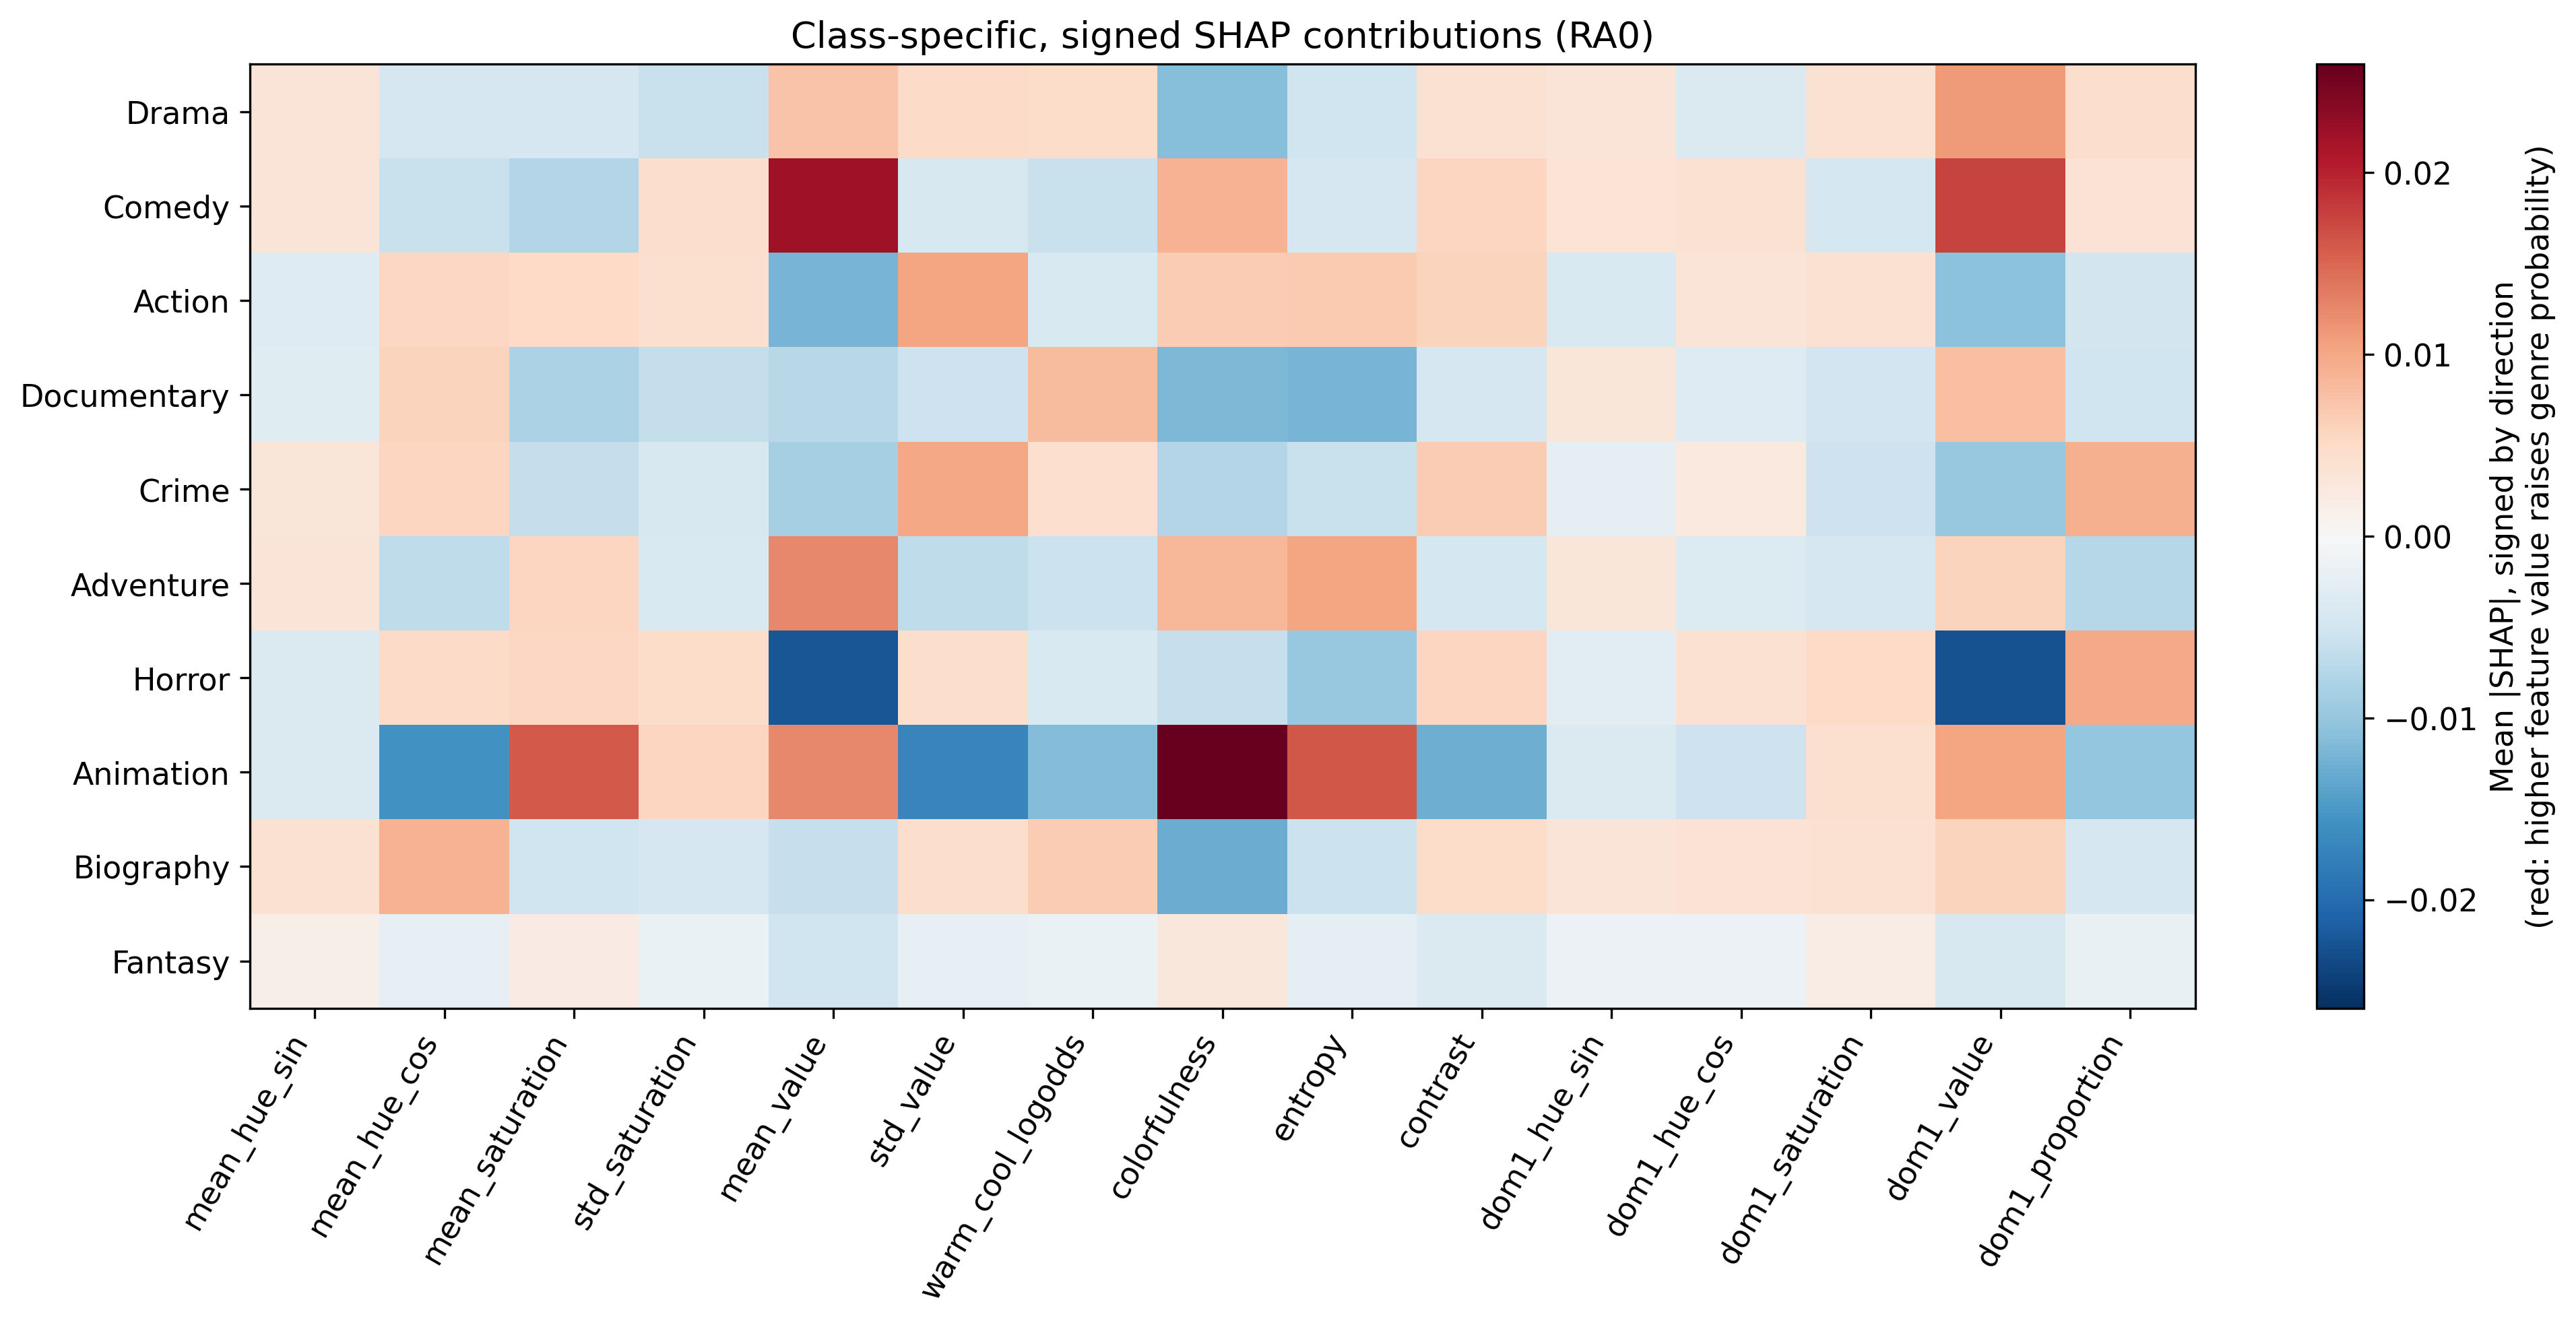 Class-specific, signed SHAP contributions (RA0)
Drama
Comedy
Action
Documentary
Crime
Adventure
Horror
Animation
Biography
Fantasy
mean_hue_sin
mean_hue_cos
mean_saturation
std_saturation
mean_value
std_value
warm_cool_logodds
colorfulness
entropy
contrast
dom1_hue_sin
dom1_hue_cos
dom1_saturation
dom1_value
dom1_proportion
0.02
0.01
0.00
−0.01
−0.02
Mean |SHAP|, signed by direction
(red: higher feature value raises genre probability)